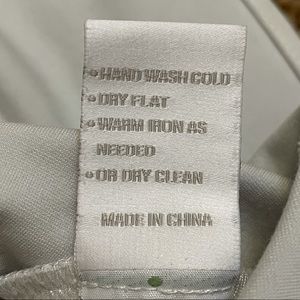 • HAND WASH COLD
• DRY FLAT
• WARM IRON AS
NEEDED
• OR DRY CLEAN
MADE IN CHINA